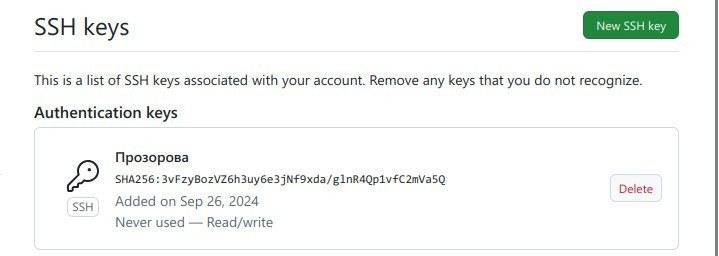 SSH keys
New SSH key
This is a list of SSH keys associated with your account. Remove any keys that you do not recognize.
Authentication keys
Прозорова
SHA256:3vFzyBozVZ6h3uy6e3jNf9xda/glnR4Qp1vfC2mVa5Q
SSH
Added on Sep 26, 2024
Never used — Read/write
Delete